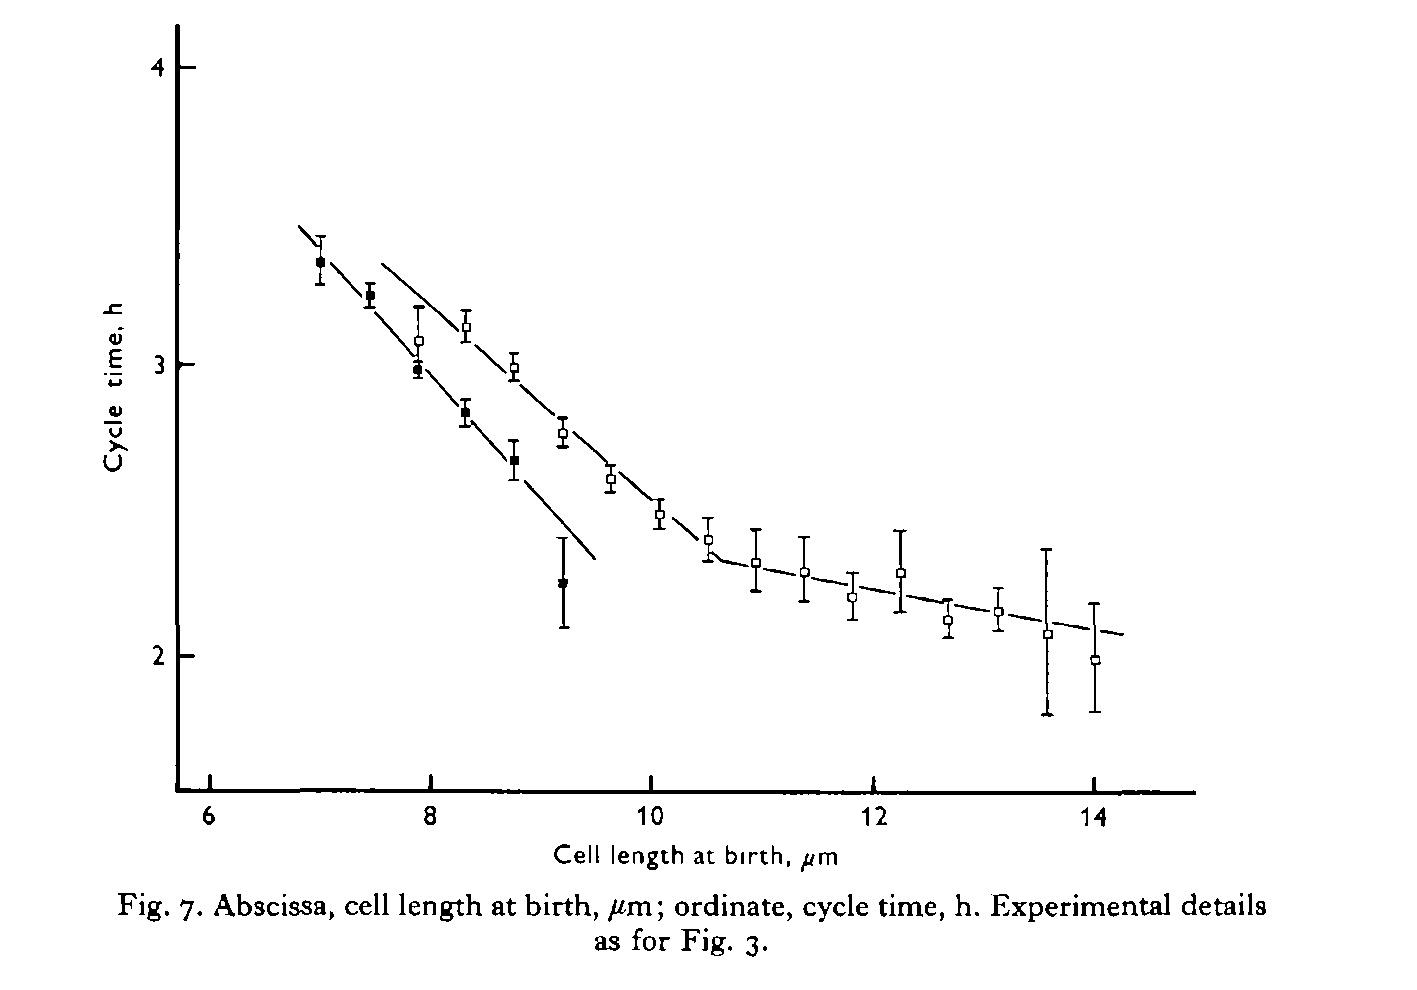 4
3
2
Cycle time, h
6 8 10 12 14
Cell length at birth, μm
Fig. 7. Abscissa, cell length at birth, μm; ordinate, cycle time, h. Experimental details
as for Fig. 3.